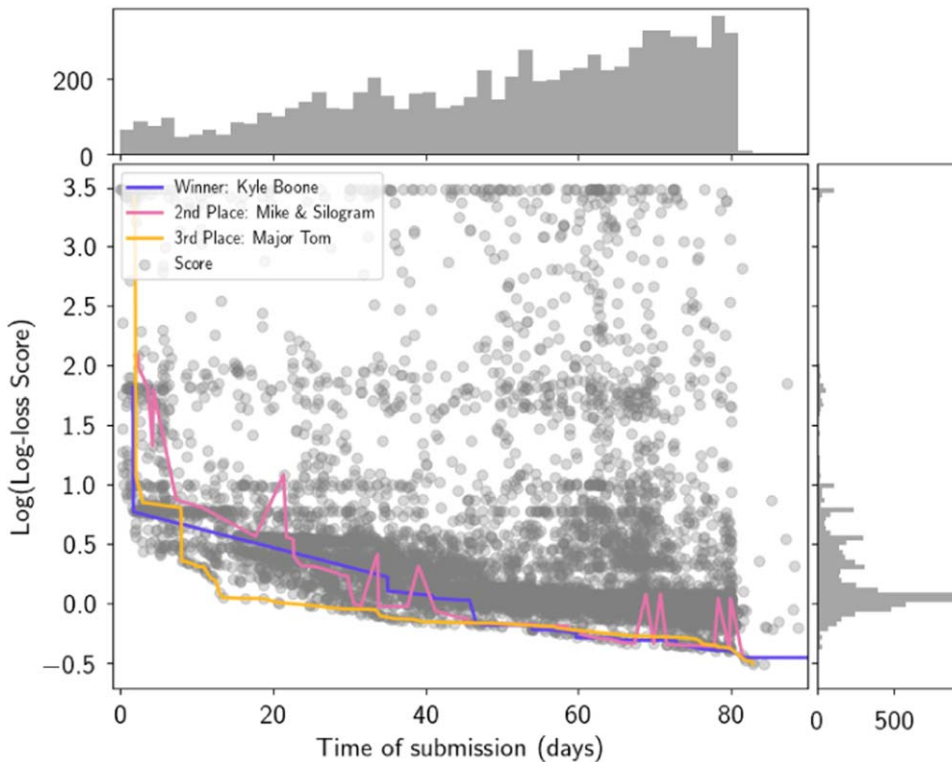 200
0
3.5
3.0
2.5
2.0
1.5
1.0
0.5
0.0
−0.5
Log(Log-loss Score)
Winner: Kyle Boone
2nd Place: Mike & Silogram
3rd Place: Major Tom
Score
0 20 40 60 80
Time of submission (days)
0 500